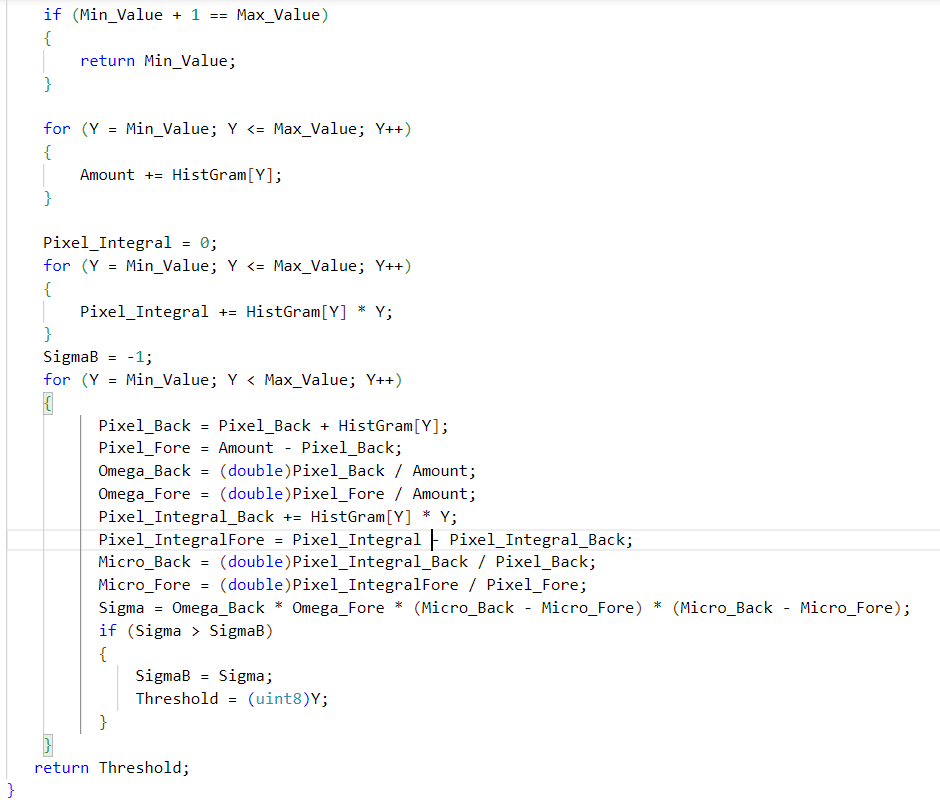 if (Min_Value + 1 == Max_Value)
{
return Min_Value;
}
for (Y = Min_Value; Y <= Max_Value; Y++)
{
Amount += HistGram[Y];
}
Pixel_Integral = 0;
for (Y = Min_Value; Y <= Max_Value; Y++)
{
Pixel_Integral += HistGram[Y] * Y;
}
SigmaB = -1;
for (Y = Min_Value; Y < Max_Value; Y++)
{
Pixel_Back = Pixel_Back + HistGram[Y];
Pixel_Fore = Amount - Pixel_Back;
Omega_Back = (double)Pixel_Back / Amount;
Omega_Fore = (double)Pixel_Fore / Amount;
Pixel_Integral_Back += HistGram[Y] * Y;
Pixel_IntegralFore = Pixel_Integral - Pixel_Integral_Back;
Micro_Back = (double)Pixel_Integral_Back / Pixel_Back;
Micro_Fore = (double)Pixel_IntegralFore / Pixel_Fore;
Sigma = Omega_Back * Omega_Fore * (Micro_Back - Micro_Fore) * (Micro_Back - Micro_Fore);
if (Sigma > SigmaB)
{
SigmaB = Sigma;
Threshold = (uint8)Y;
}
}
return Threshold;
}